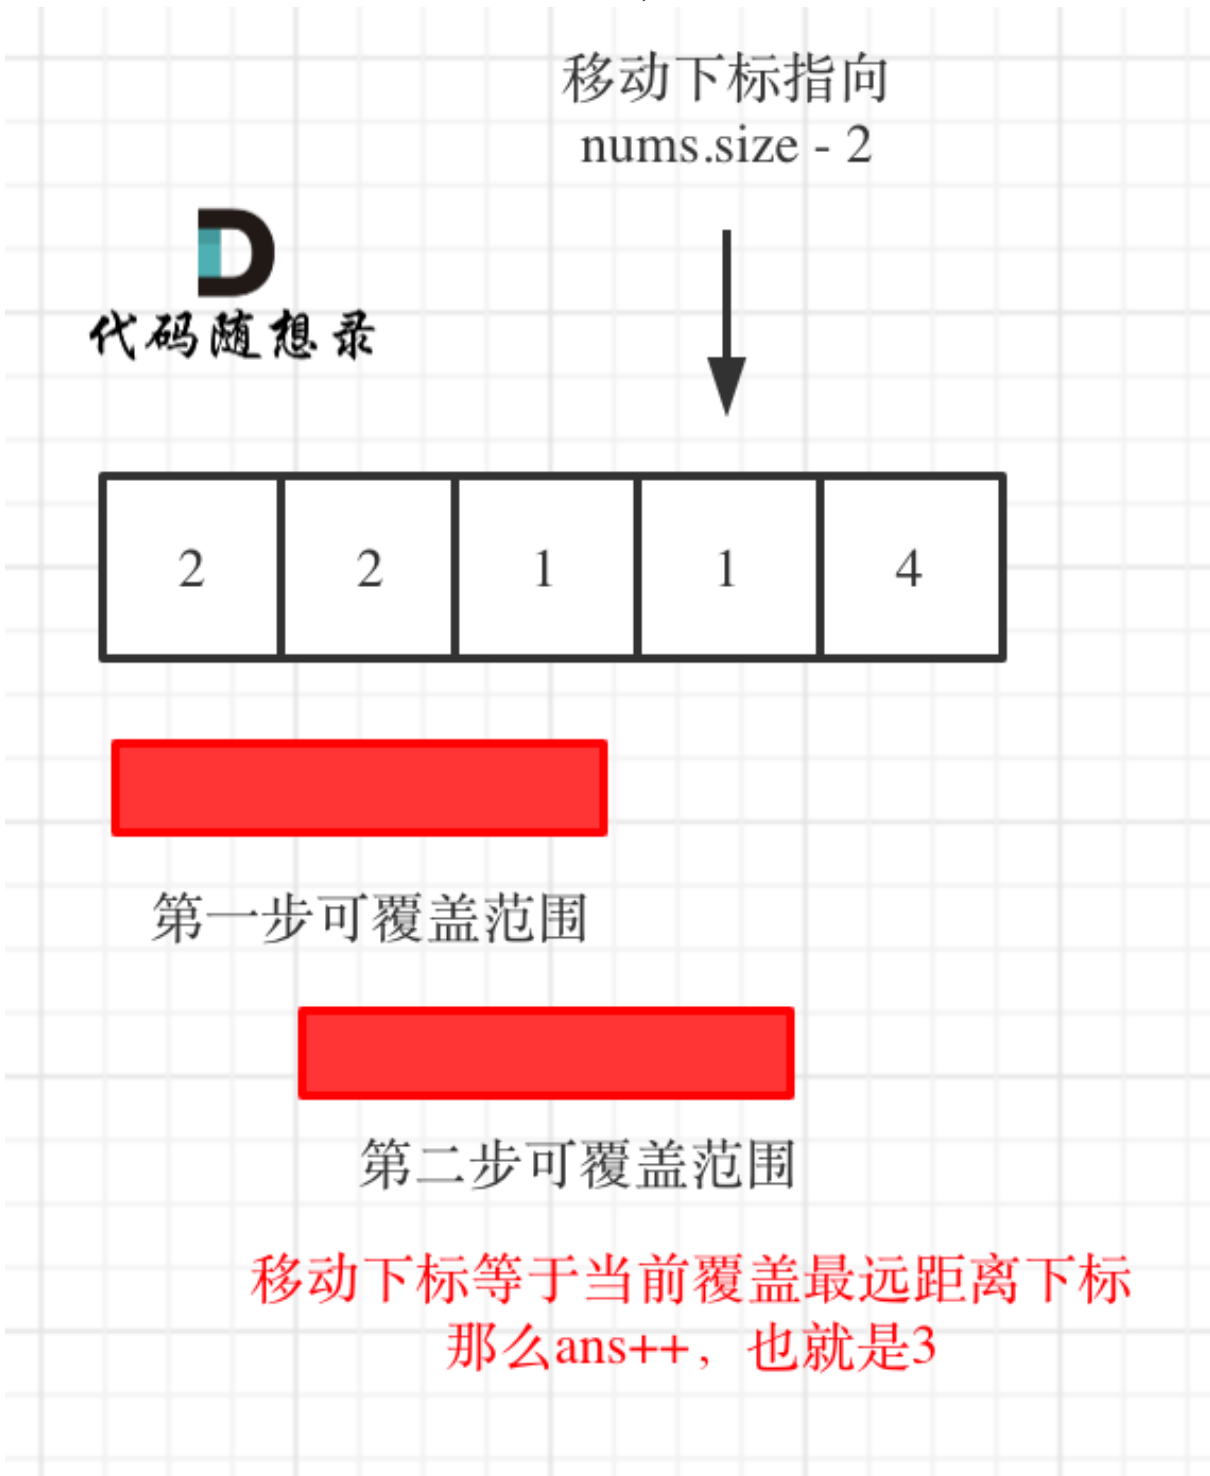 移动下标指向
nums.size - 2
代码随想录
2 2 1 1 4
第一步可覆盖范围
第二步可覆盖范围
移动下标等于当前覆盖最远距离下标
那么ans++，也就是3